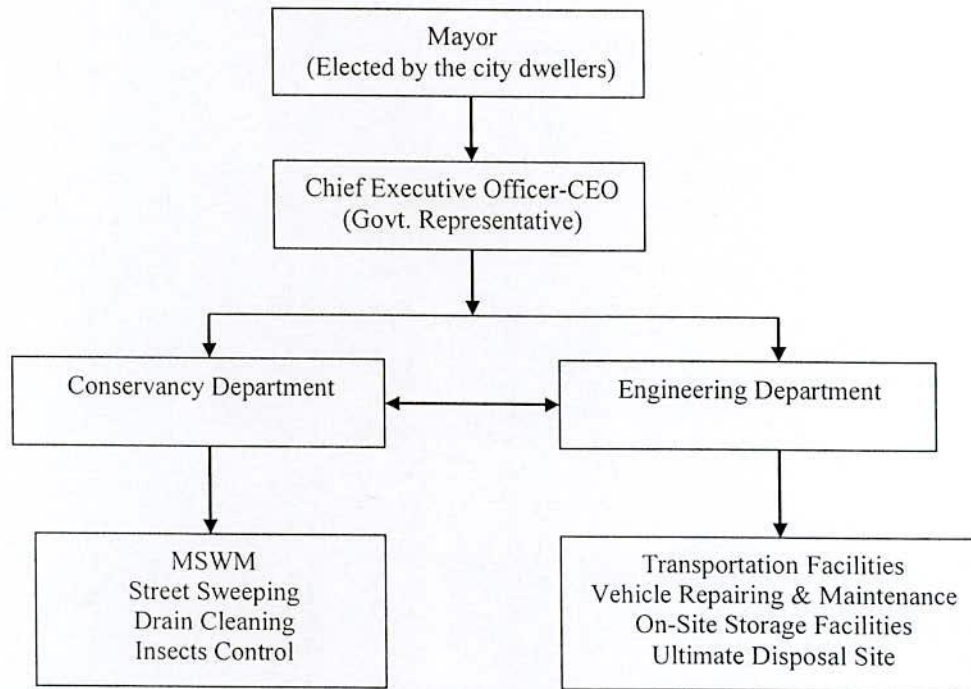 Mayor
(Elected by the city dwellers)
Chief Executive Officer-CEO
(Govt. Representative)
Conservancy Department
Engineering Department
MSWM
Street Sweeping
Drain Cleaning
Insects Control
Transportation Facilities
Vehicle Repairing & Maintenance
On-Site Storage Facilities
Ultimate Disposal Site